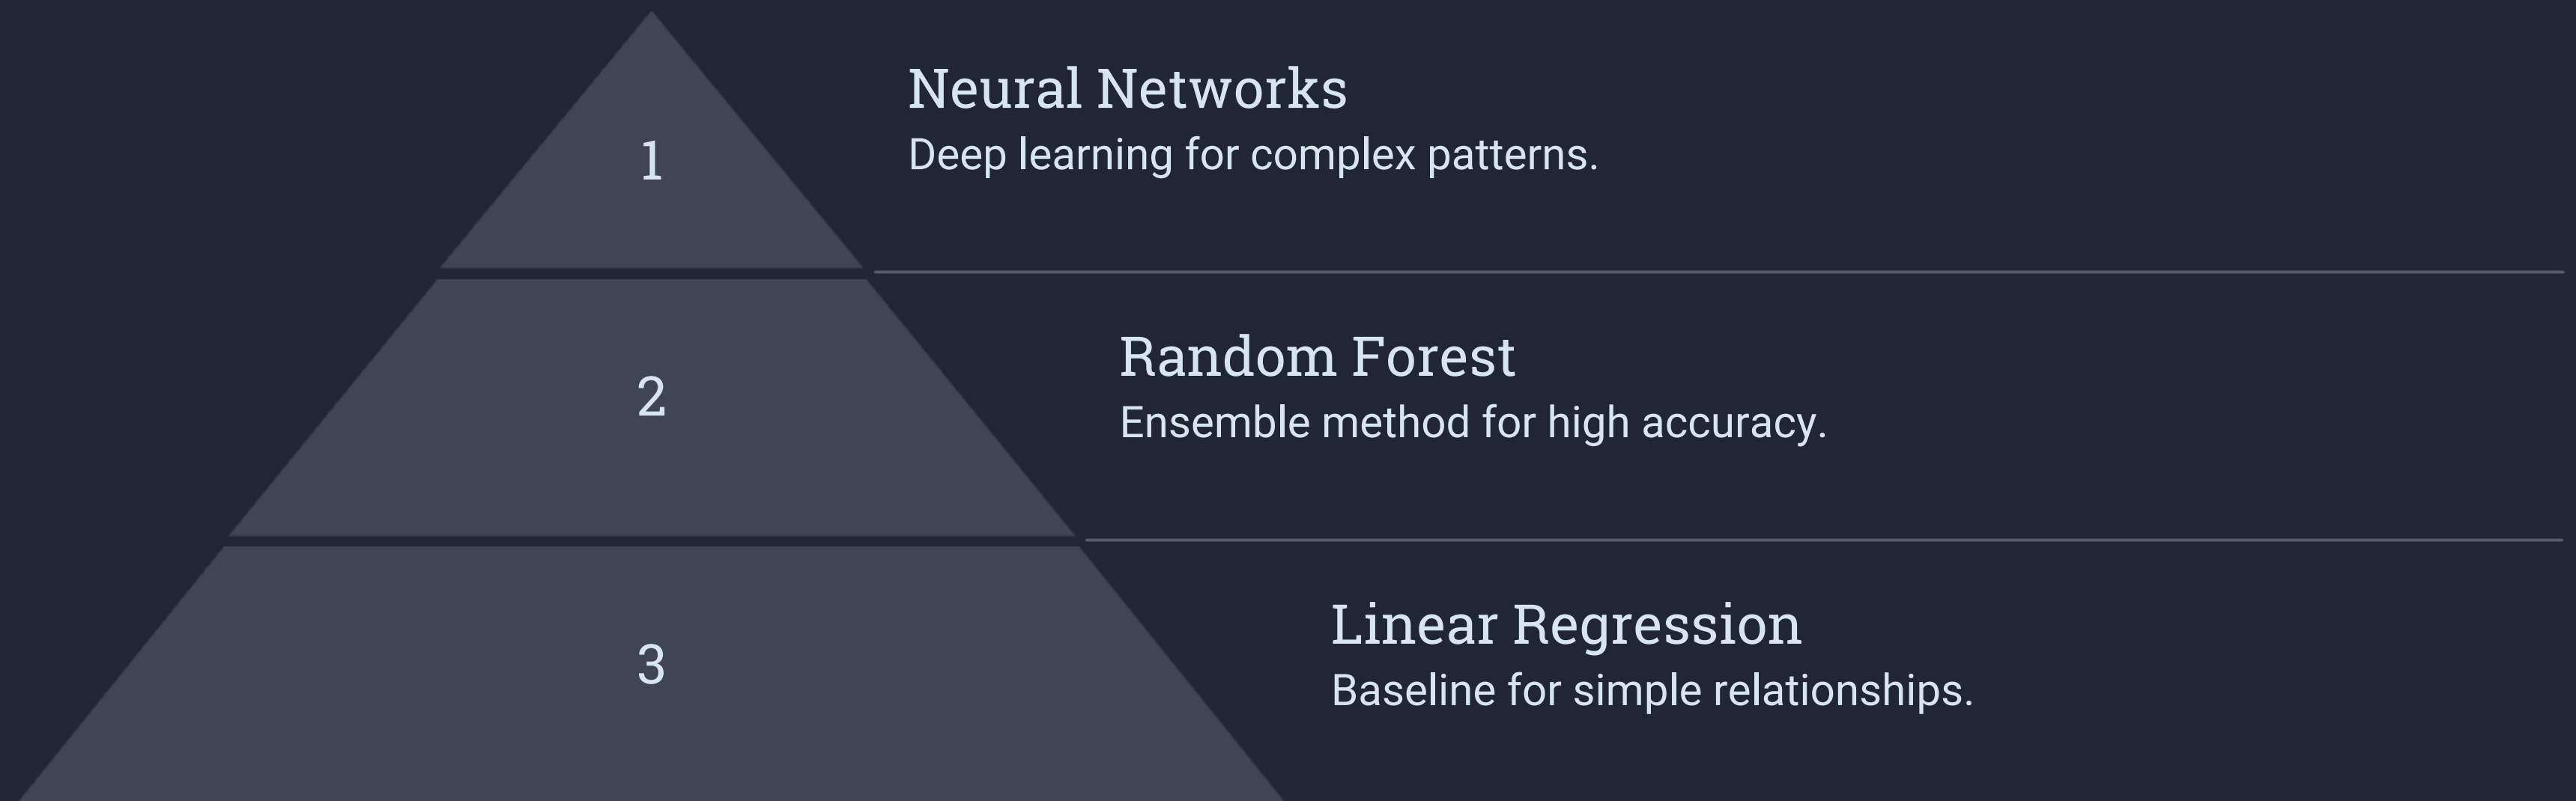 1
Neural Networks
Deep learning for complex patterns.
2
Random Forest
Ensemble method for high accuracy.
3
Linear Regression
Baseline for simple relationships.